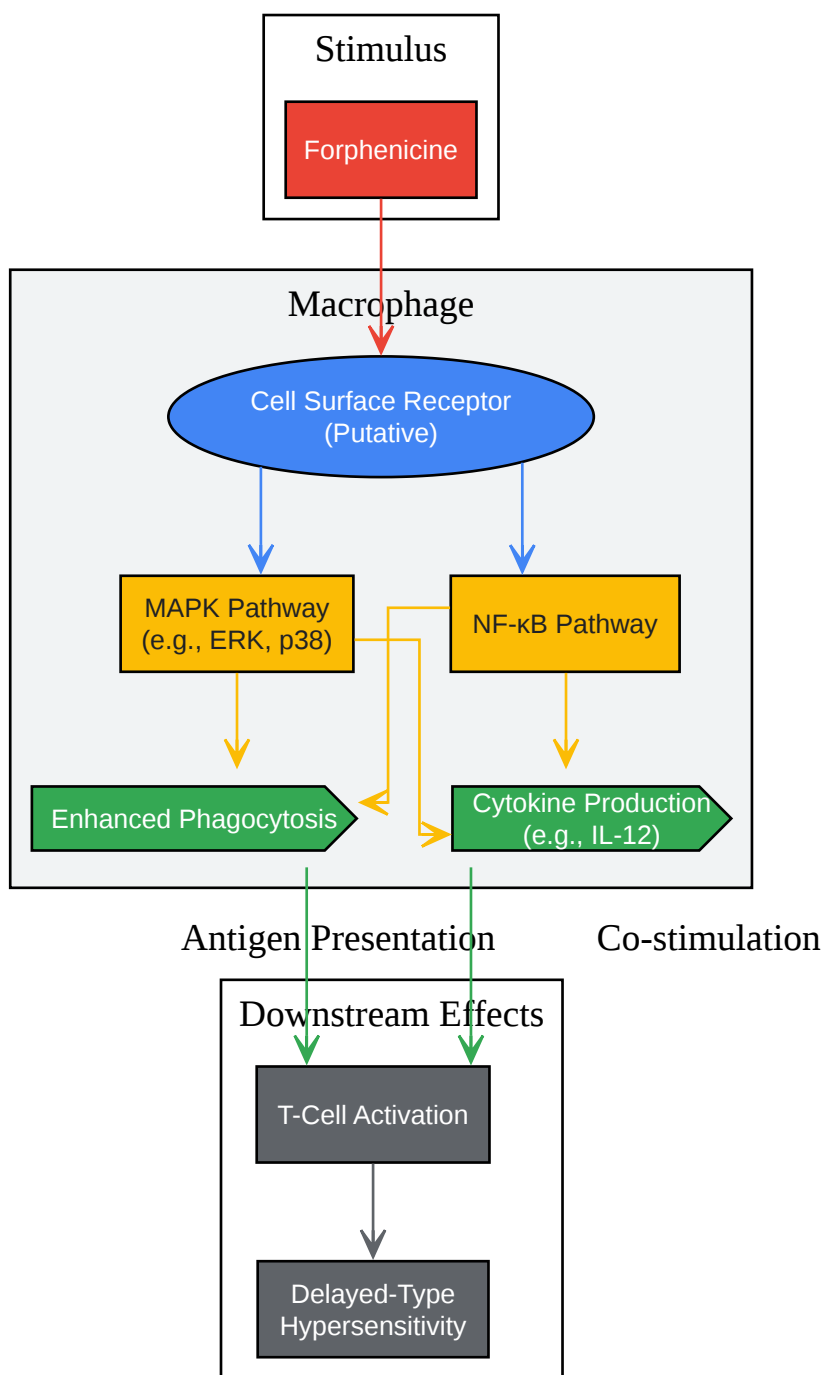 Stimulus
Forphenicine
Macrophage
Cell Surface Receptor
(Putative)
MAPK Pathway
(e.g., ERK, p38)
NF-κB Pathway
Enhanced Phagocytosis
Cytokine Production
(e.g., IL-12)
Antigen Presentation
Co-stimulation
Downstream Effects
T-Cell Activation
Delayed-Type
Hypersensitivity